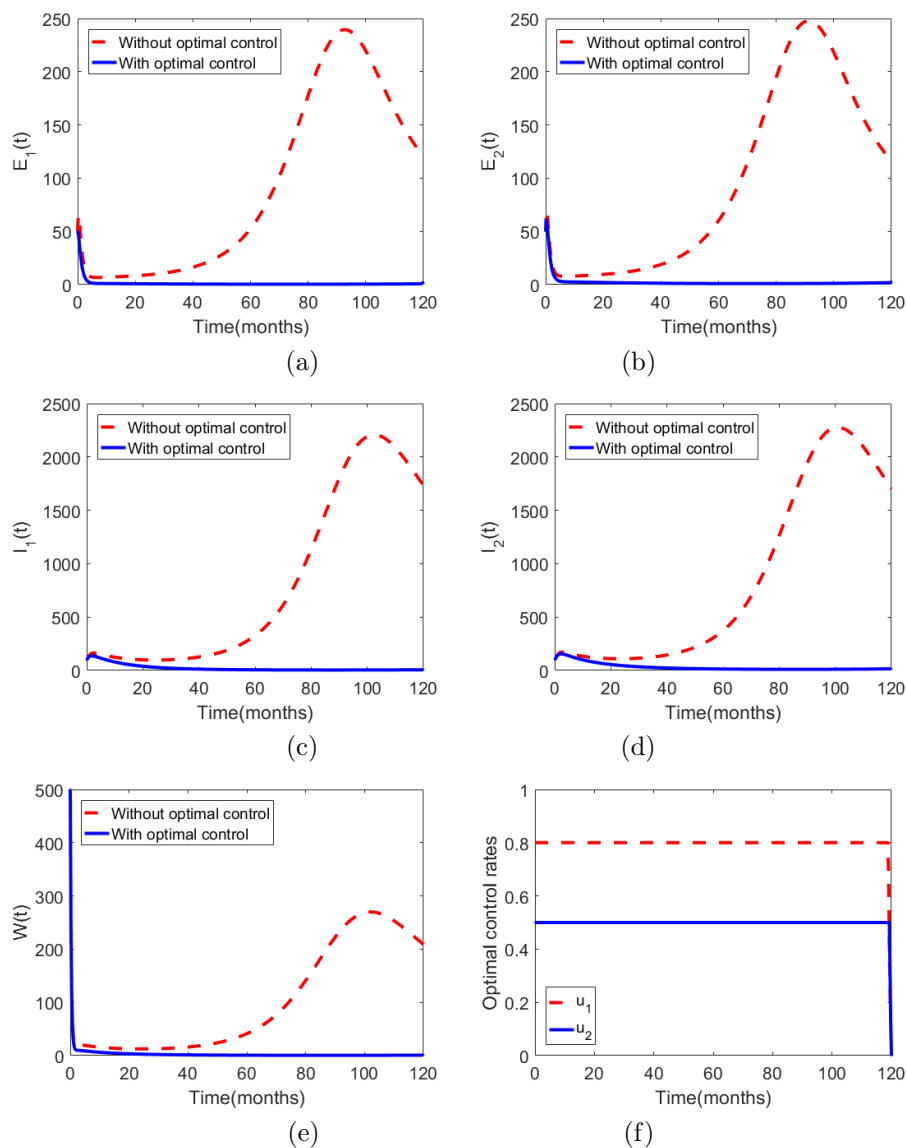 250
200
150
100
50
0
E_1(t)
Without optimal control
With optimal control
0 20 40 60 80 100 120
Time(months)
(a)
250
200
150
100
50
0
E_2(t)
Without optimal control
With optimal control
0 20 40 60 80 100 120
Time(months)
(b)
2500
2000
1500
1000
500
0
I_1(t)
Without optimal control
With optimal control
0 20 40 60 80 100 120
Time(months)
(c)
2500
2000
1500
1000
500
0
I_2(t)
Without optimal control
With optimal control
0 20 40 60 80 100 120
Time(months)
(d)
500
400
300
200
100
0
W(t)
Without optimal control
With optimal control
0 20 40 60 80 100 120
Time(months)
(e)
1
0.8
0.6
0.4
0.2
0
Optimal control rates
u_1
u_2
0 20 40 60 80 100 120
Time(months)
(f)